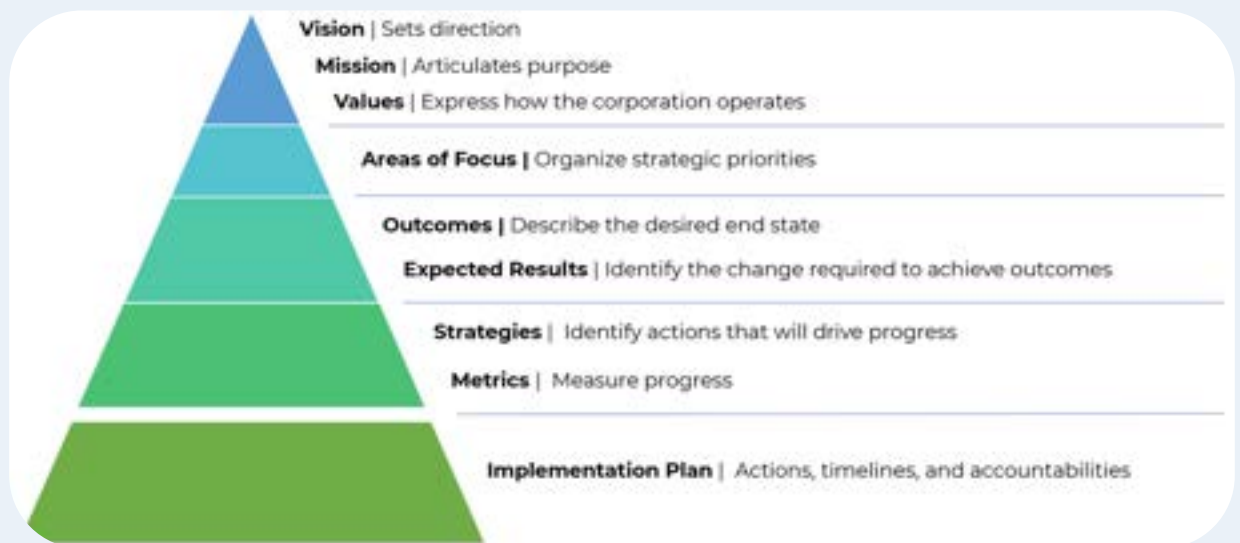 Vision | Sets direction
Mission | Articulates purpose
Values | Express how the corporation operates
Areas of Focus | Organize strategic priorities
Outcomes | Describe the desired end state
Expected Results | Identify the change required to achieve outcomes
Strategies | Identify actions that will drive progress
Metrics | Measure progress
Implementation Plan | Actions, timelines, and accountabilities